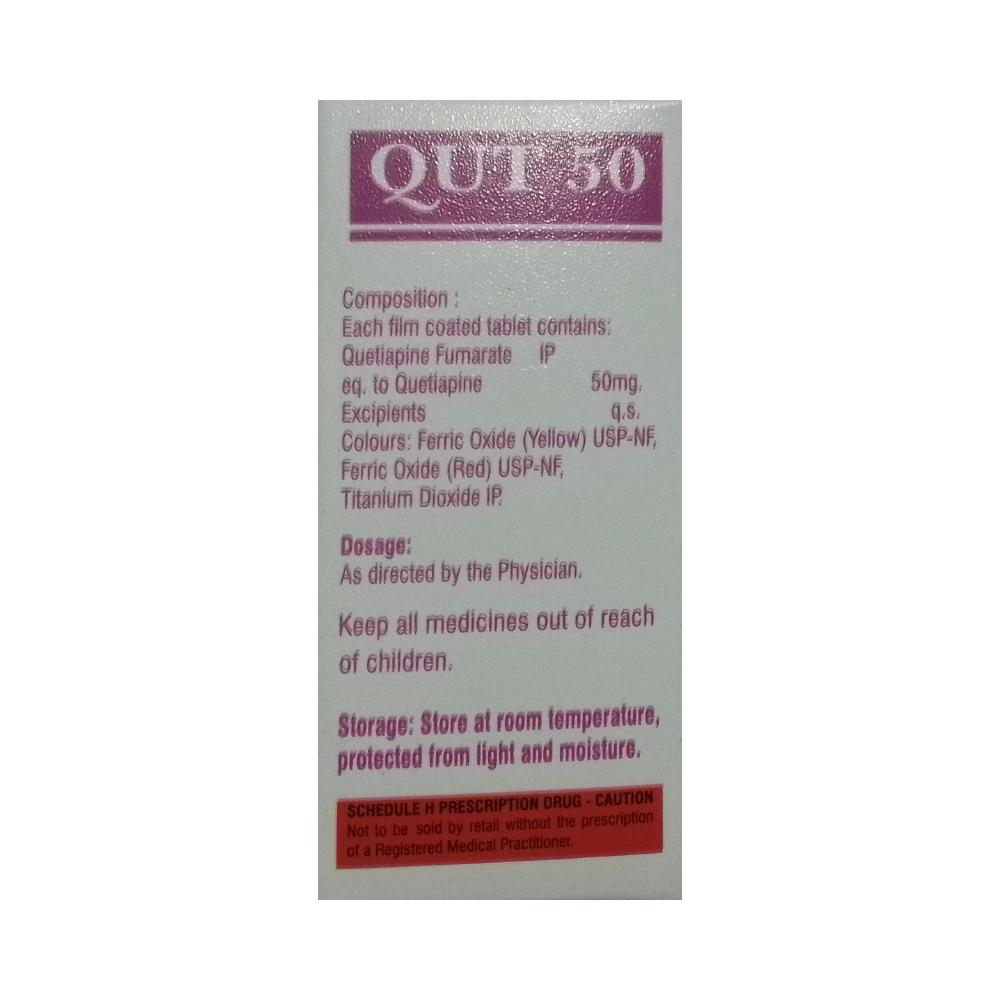 QUT 50
Composition :
Each film coated tablet contains:
Quetiapine Fumarate IP
eq. to Quetiapine 50mg.
Excipients q.s.
Colours: Ferric Oxide (Yellow) USP-NF,
Ferric Oxide (Red) USP-NF,
Titanium Dioxide IP.
Dosage:
As directed by the Physician.
Keep all medicines out of reach
of children.
Storage: Store at room temperature,
protected from light and moisture.
SCHEDULE H PRESCRIPTION DRUG - CAUTION
Not to be sold by retail without the prescription
of a Registered Medical Practitioner.